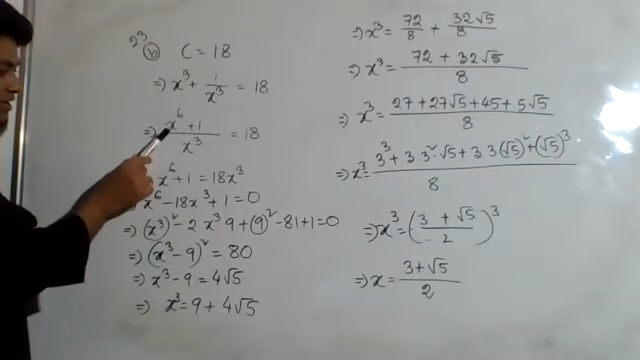 23 (iv) C = 18
⇒ x³ + 1/x³ = 18
⇒ x⁶ + 1 / x³ = 18
x⁶ + 1 = 18x³
x⁶ - 18x³ + 1 = 0
⇒ (x³)² - 2 x³ 9 + (9)² - 81 + 1 = 0
⇒ (x³ - 9)² = 80
⇒ x³ - 9 = 4√5
⇒ x³ = 9 + 4√5
⇒ x³ = 72/8 + 32√5/8
⇒ x³ = 72 + 32√5 / 8
⇒ x³ = 27 + 27√5 + 45 + 5√5 / 8
⇒ x³ = 3³ + 3 3² √5 + 3 3 (√5)² + (√5)³ / 8
⇒ x³ = (3 + √5 / 2)³
⇒ x = 3 + √5 / 2